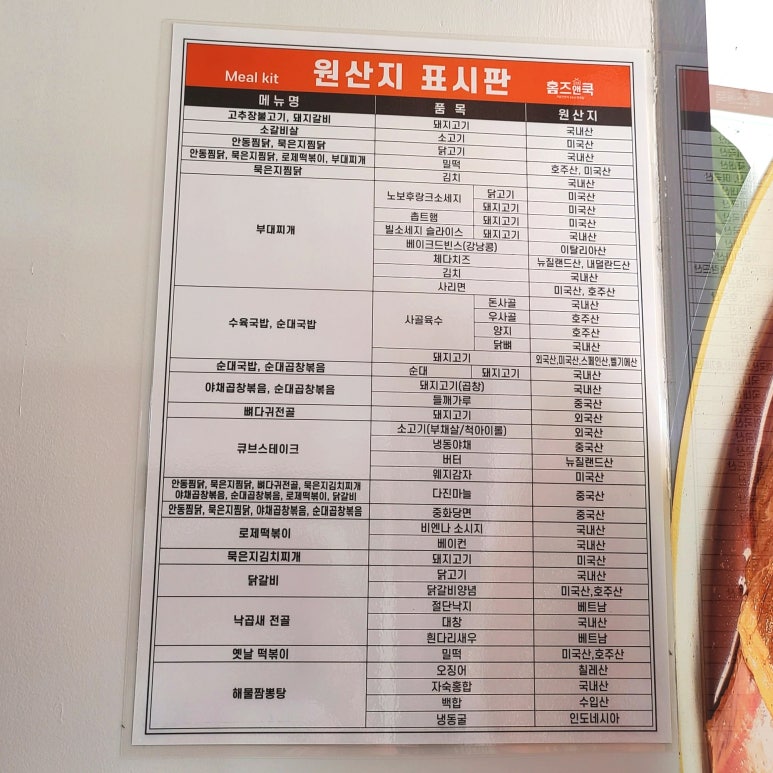 Meal kit 원산지 표시판 홈즈앤쿡
메뉴명 품목 원산지
고추장불고기, 돼지갈비 돼지고기 국내산
소갈비살 소고기 미국산
안동찜닭, 묵은지찜닭 닭고기 국내산
안동찜닭, 묵은지찜닭, 로제떡볶이, 부대찌개 밀떡 호주산, 미국산
묵은지찜닭 김치 국내산
부대찌개 노보후랑크소세지 닭고기 미국산
돼지고기 미국산
촙트햄 돼지고기 미국산
빌소세지 슬라이스 돼지고기 국내산
베이크드빈스(강낭콩) 이탈리아산
체다치즈 뉴질랜드산, 내덜란드산
김치 국내산
사리면 미국산, 호주산
수육국밥, 순대국밥 사골육수 돈사골 국내산
우사골 호주산
양지 호주산
닭뼈 국내산
돼지고기 외국산,미국산,스페인산,벨기에산
순대국밥, 순대곱창볶음 순대 돼지고기 국내산
야채곱창볶음, 순대곱창볶음 돼지고기(곱창) 국내산
들깨가루 중국산
뼈다귀전골 돼지고기 외국산
큐브스테이크 소고기(부채살/척아이롤) 외국산
냉동야채 중국산
버터 뉴질랜드산
웨지감자 미국산
안동찜닭, 묵은지찜닭, 뼈다귀전골, 묵은지김치찌개
야채곱창볶음, 순대곱창볶음, 로제떡볶이, 닭갈비 다진마늘 중국산
안동찜닭, 묵은지찜닭, 야채곱창볶음, 순대곱창볶음 중화당면 중국산
로제떡볶이 비엔나 소시지 국내산
베이컨 국내산
묵은지김치찌개 돼지고기 미국산
닭갈비 닭고기 국내산
닭갈비양념 미국산,호주산
낙곱새 전골 절단낙지 베트남
대창 국내산
흰다리새우 베트남
옛날 떡볶이 밀떡 미국산,호주산
해물짬뽕탕 오징어 칠레산
자숙홍합 국내산
백합 수입산
냉동굴 인도네시아